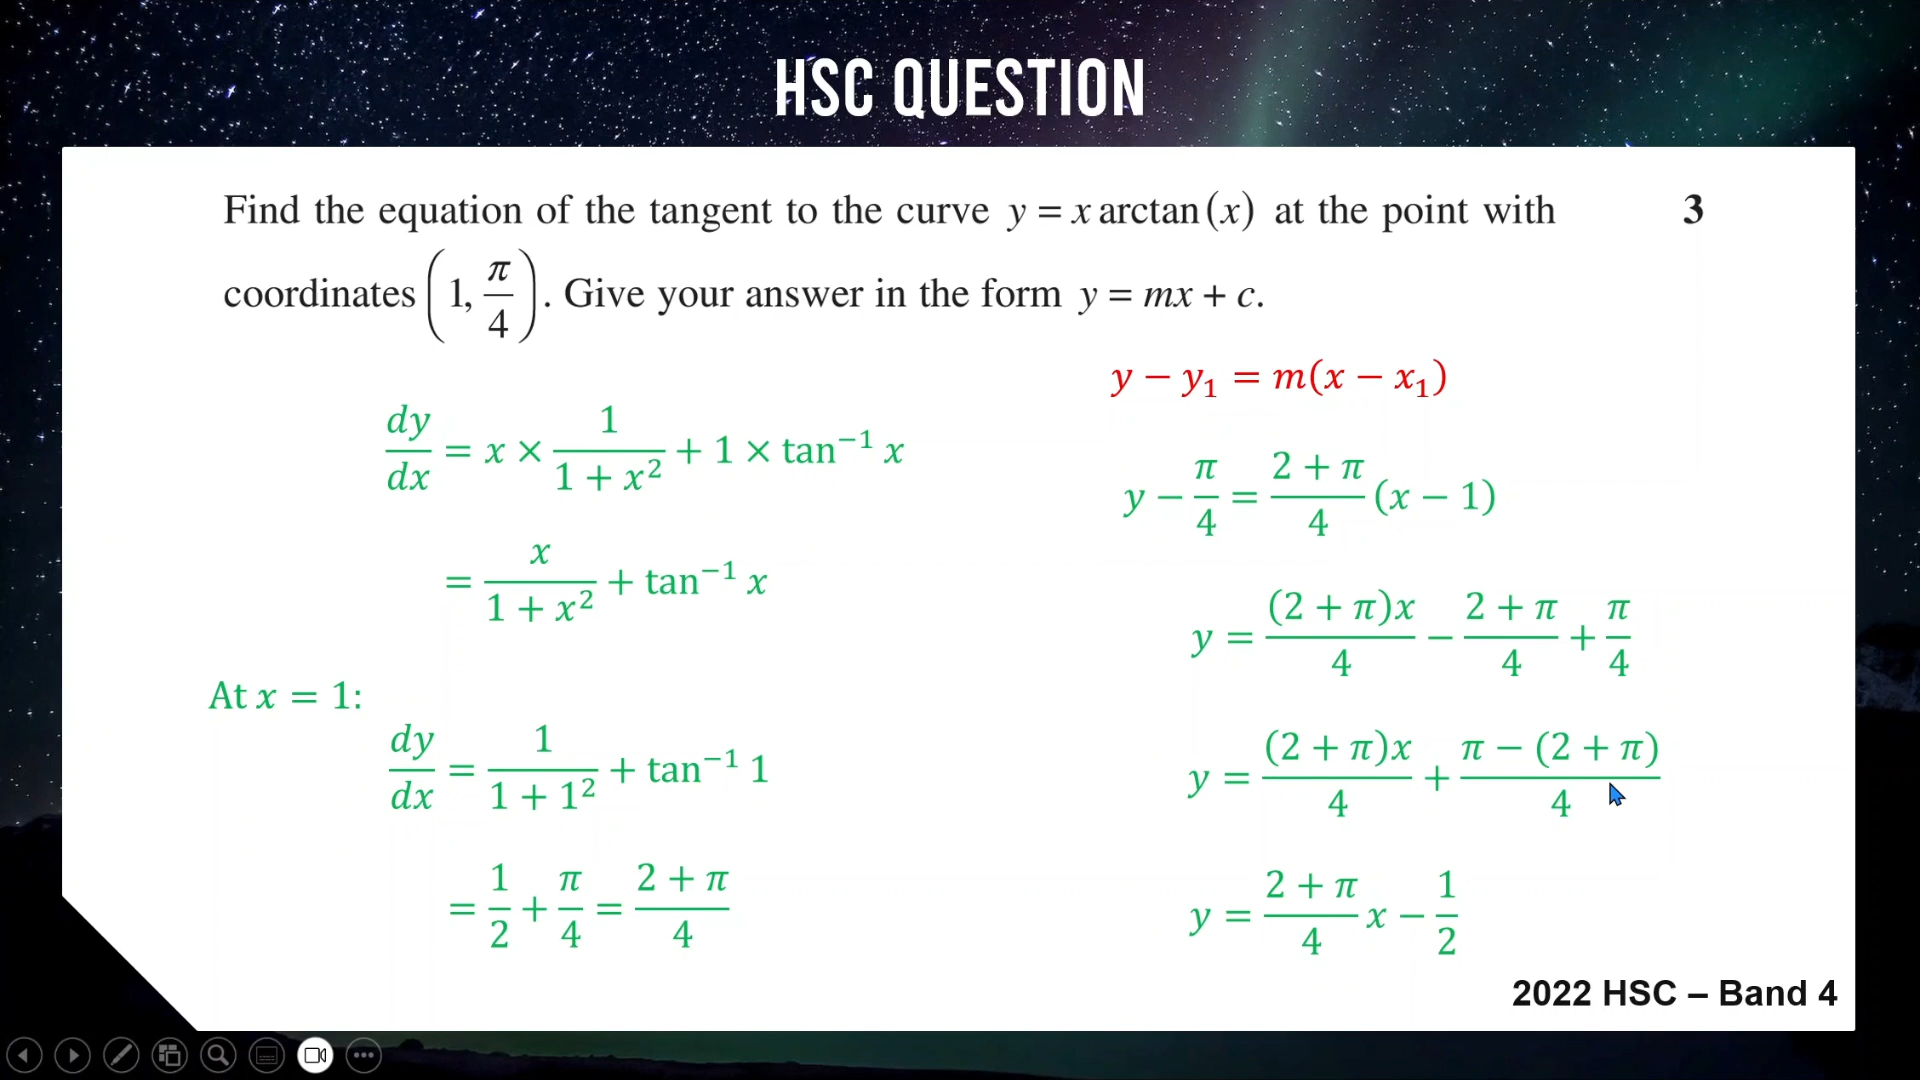 HSC QUESTION
Find the equation of the tangent to the curve y = x arctan(x) at the point with 3
coordinates (1, π/4). Give your answer in the form y = mx + c.
dy/dx = x × 1/(1 + x²) + 1 × tan⁻¹ x
= x/(1 + x²) + tan⁻¹ x
At x = 1:
dy/dx = 1/(1 + 1²) + tan⁻¹ 1
= 1/2 + π/4 = (2 + π)/4
y − y₁ = m(x − x₁)
y − π/4 = (2 + π)/4 (x − 1)
y = (2 + π)x/4 − (2 + π)/4 + π/4
y = (2 + π)x/4 + (π − (2 + π))/4
y = (2 + π)/4 x − 1/2
2022 HSC – Band 4